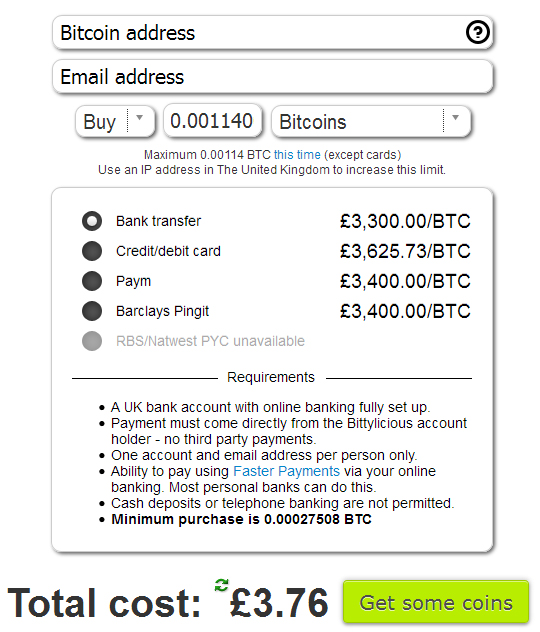 Bitcoin address
Email address
Buy 0.001140 Bitcoins
Maximum 0.00114 BTC this time (except cards)
Use an IP address in The United Kingdom to increase this limit.
Bank transfer £3,300.00/BTC
Credit/debit card £3,625.73/BTC
Paym £3,400.00/BTC
Barclays Pingit £3,400.00/BTC
RBS/Natwest PYC unavailable
Requirements
• A UK bank account with online banking fully set up.
• Payment must come directly from the Bittylicious account
holder - no third party payments.
• One account and email address per person only.
• Ability to pay using Faster Payments via your online
banking. Most personal banks can do this.
• Cash deposits or telephone banking are not permitted.
• Minimum purchase is 0.00027508 BTC
Total cost: £3.76 Get some coins